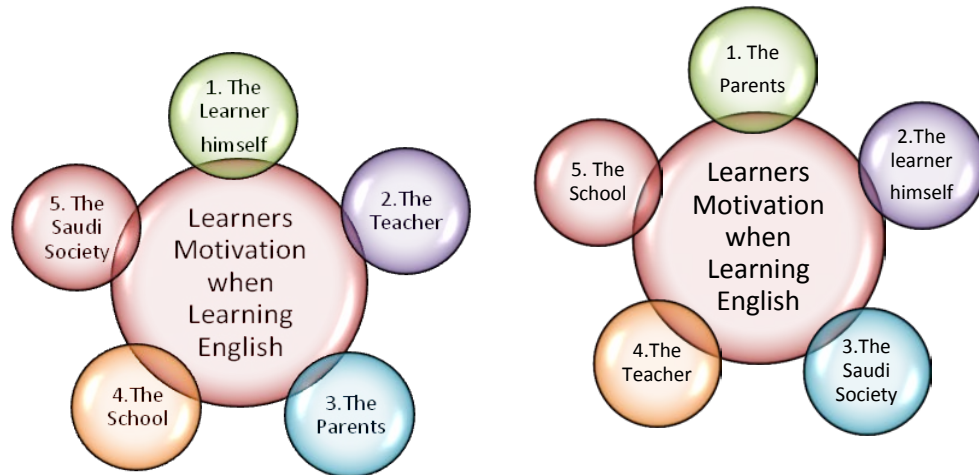 1. The
Learner
himself
2.The
Teacher
3.The
Parents
4.The
School
5. The
Saudi
Society
Learners
Motivation
when
Learning
English
1. The
Parents
2.The
learner
himself
3.The
Saudi
Society
4.The
Teacher
5. The
School
Learners
Motivation
when
Learning
English